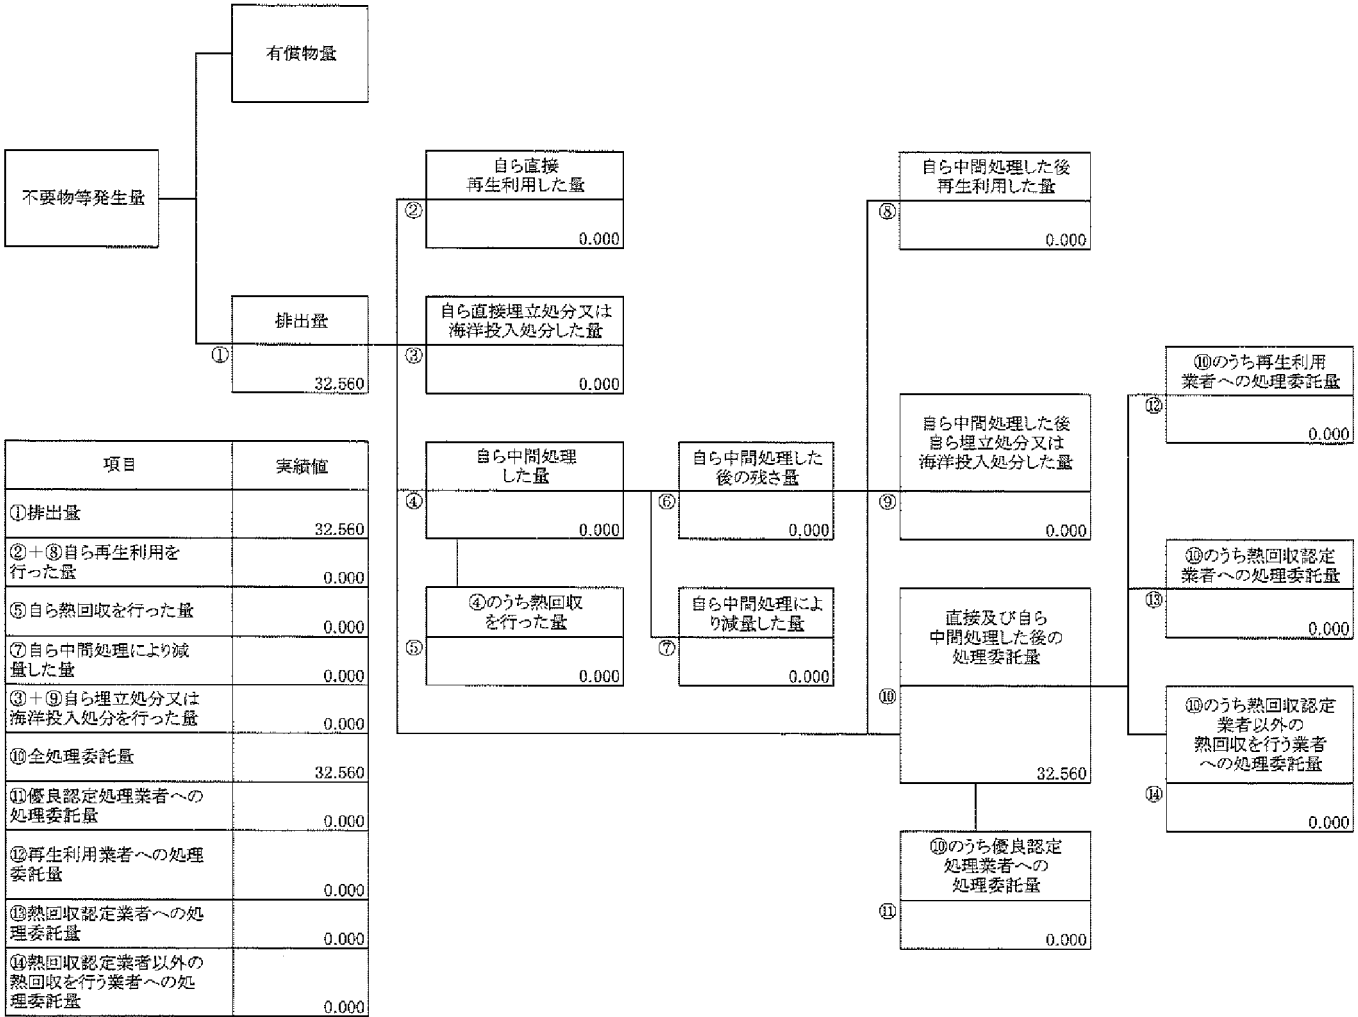 有償物量
不要物等発生量
排出量
①
32.560
自ら直接
再生利用した量
②
0.000
自ら直接埋立処分又は
海洋投入処分した量
③
0.000
自ら中間処理
した量
④
0.000
④のうち熱回収
を行った量
⑤
0.000
自ら中間処理した
後の残さ量
⑥
0.000
自ら中間処理によ
り減量した量
⑦
0.000
自ら中間処理した後
再生利用した量
⑧
0.000
自ら中間処理した後
自ら埋立処分又は
海洋投入処分した量
⑨
0.000
直接及び自ら
中間処理した後の
処理委託量
⑩
32.560
⑩のうち優良認定
処理業者への
処理委託量
⑪
0.000
⑩のうち再生利用
業者への処理委託量
⑫
0.000
⑩のうち熱回収認定
業者への処理委託量
⑬
0.000
⑩のうち熱回収認定
業者以外の
熱回収を行う業者
への処理委託量
⑭
0.000
項目 実績値
①排出量
32.560
②+⑧自ら再生利用を
行った量
0.000
⑤自ら熱回収を行った量
0.000
⑦自ら中間処理により減
量した量
0.000
③+⑨自ら埋立処分又は
海洋投入処分を行った量
0.000
⑩全処理委託量
32.560
⑪優良認定処理業者への
処理委託量
0.000
⑫再生利用業者への処理
委託量
0.000
⑬熱回収認定業者への処
理委託量
0.000
⑭熱回収認定業者以外の
熱回収を行う業者への処
理委託量
0.000